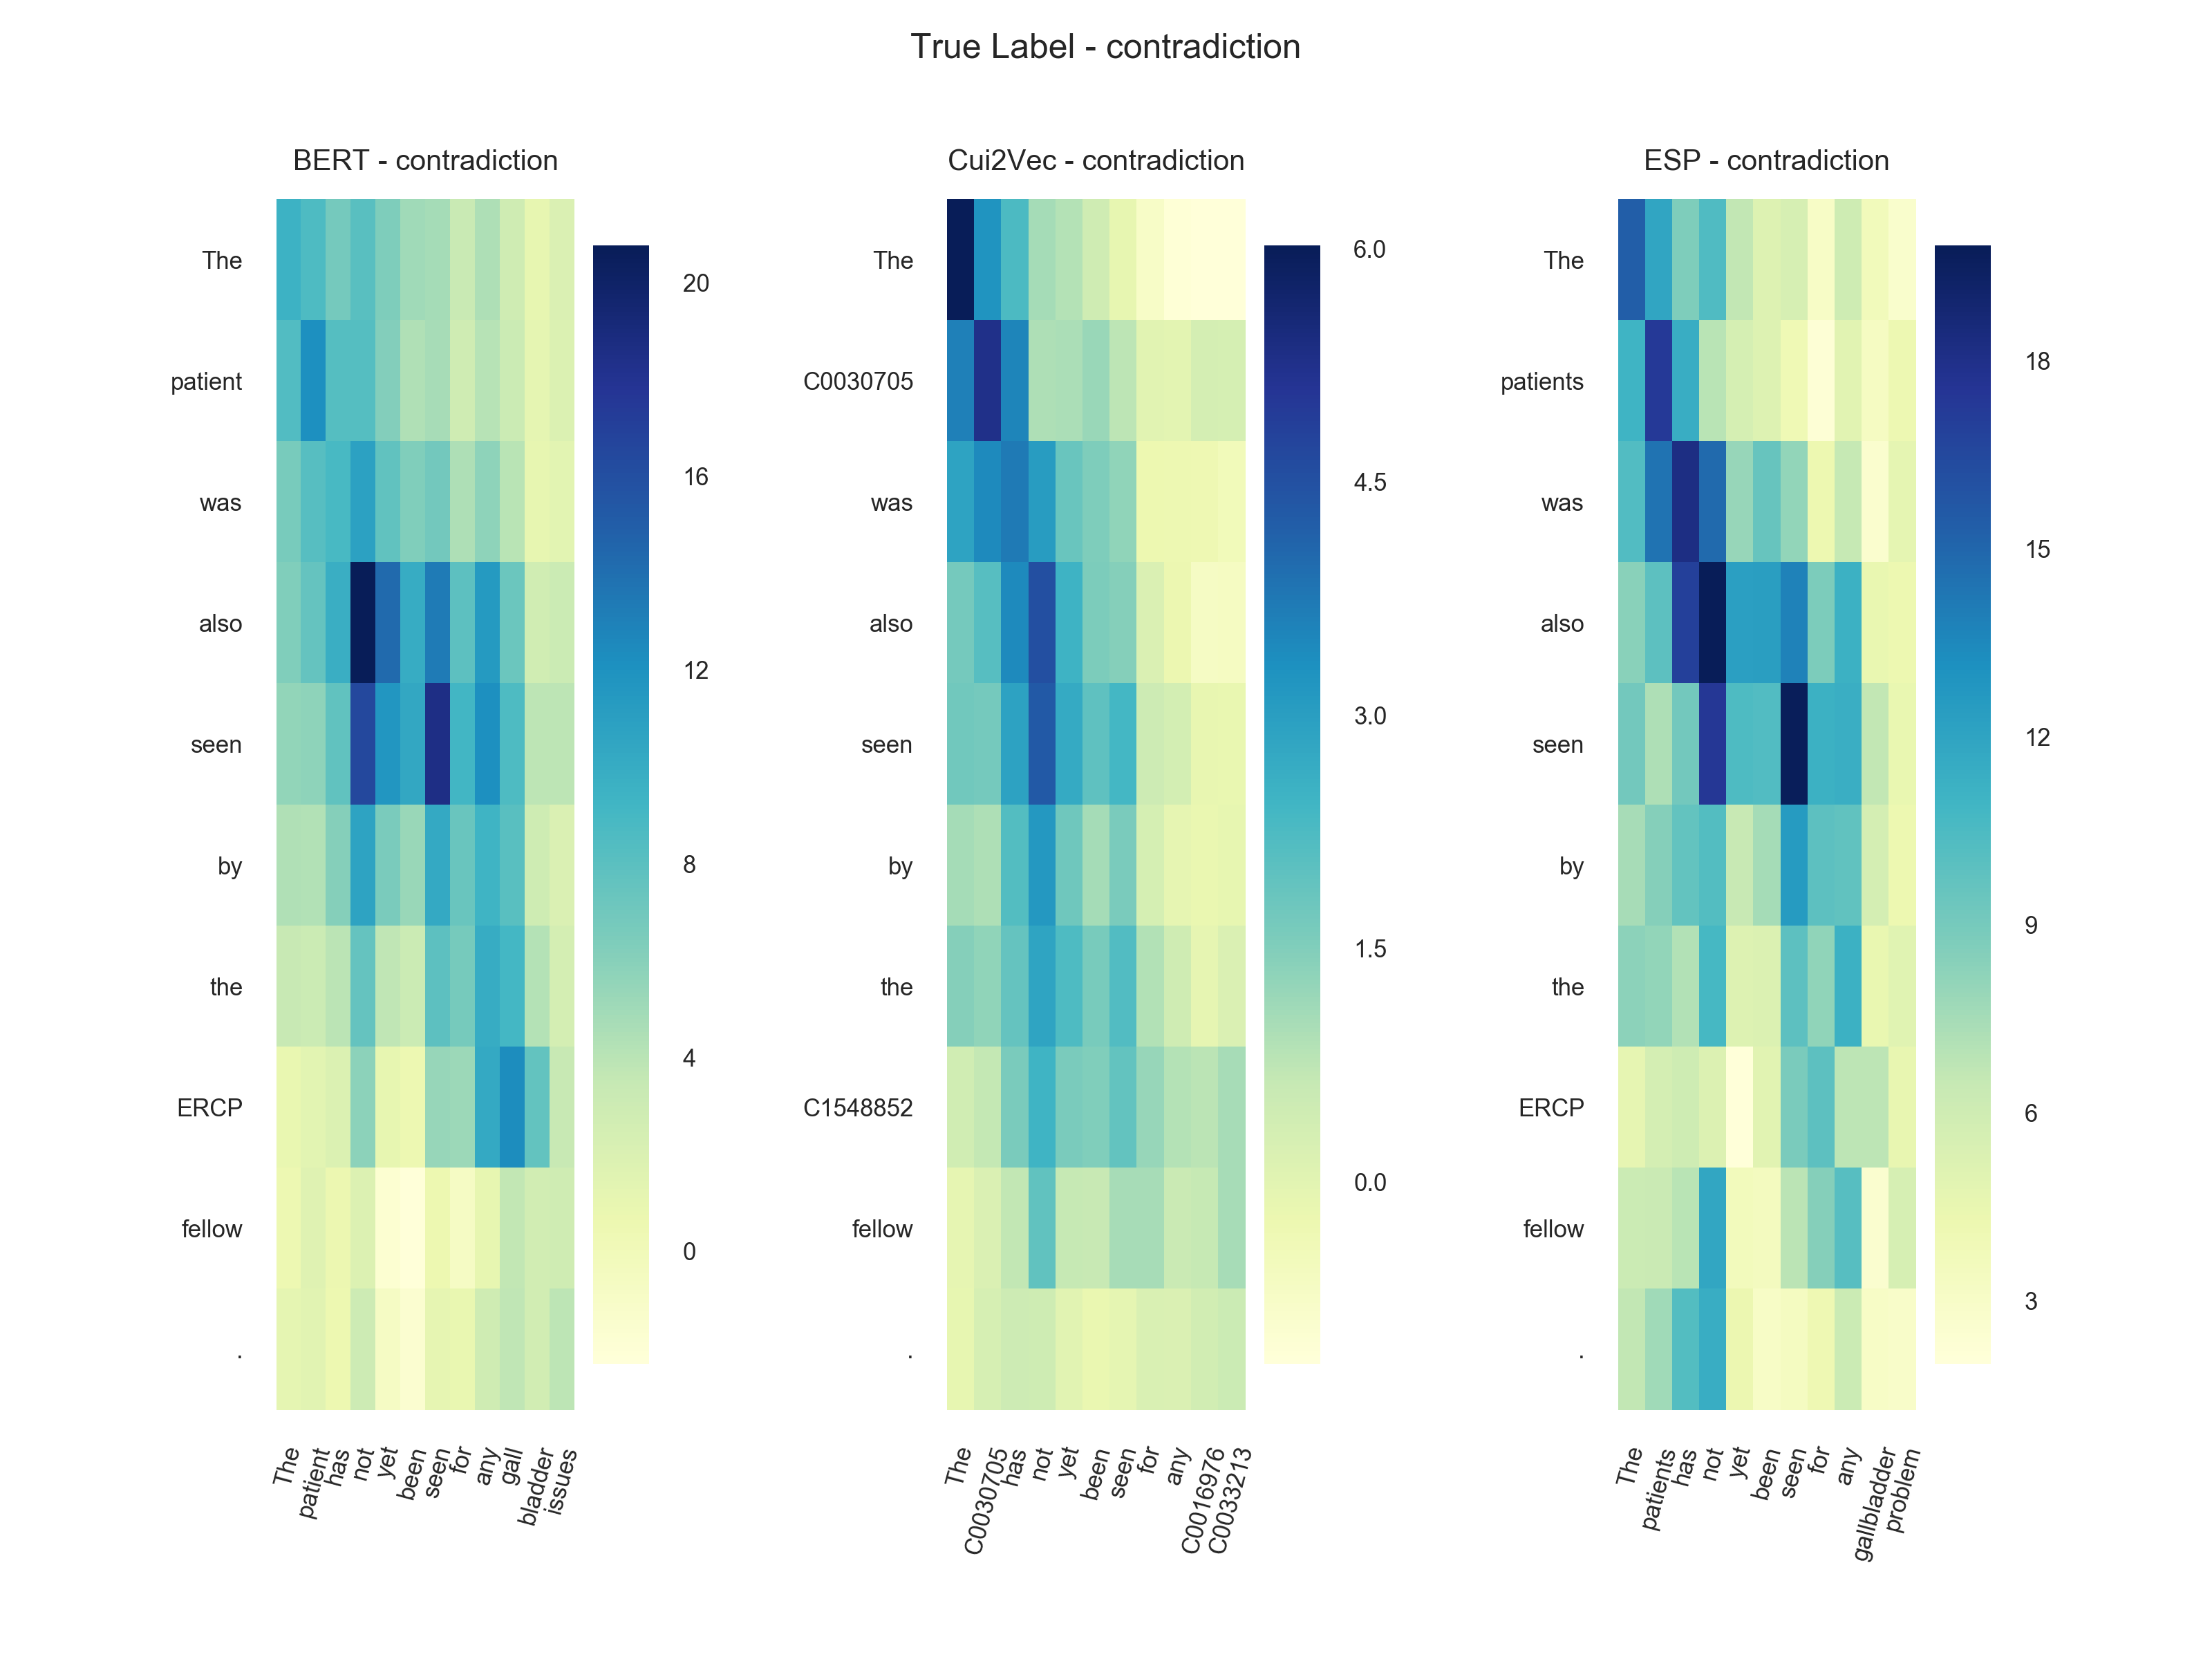 True Label - contradiction
BERT - contradiction
The
patient
was
also
seen
by
the
ERCP
fellow
.
The
patient
has
not
yet
been
seen
for
any
gall
bladder
issues
20
16
12
8
4
0
Cui2Vec - contradiction
The
C0030705
was
also
seen
by
the
C1548852
fellow
.
The
C0030705
has
not
yet
been
seen
for
any
C0016976
C0033213
6.0
4.5
3.0
1.5
0.0
ESP - contradiction
The
patients
was
also
seen
by
the
ERCP
fellow
.
The
patients
has
not
yet
been
seen
for
any
gallbladder
problem
18
15
12
9
6
3